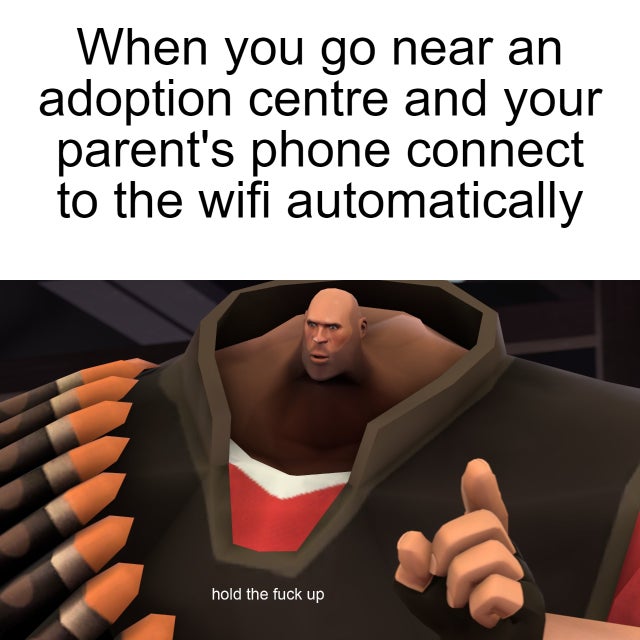 When you go near an
adoption centre and your
parent's phone connect
to the wifi automatically
hold the fuck up